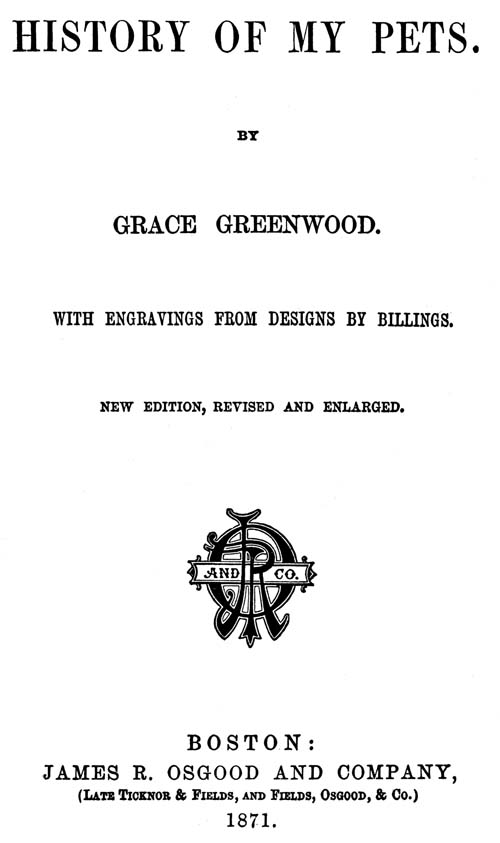 HISTORY OF MY PETS.
BY
GRACE GREENWOOD.
WITH ENGRAVINGS FROM DESIGNS BY BILLINGS.
NEW EDITION, REVISED AND ENLARGED.
JRO
AND CO.
BOSTON:
JAMES R. OSGOOD AND COMPANY,
(LATE TICKNOR & FIELDS, AND FIELDS, OSGOOD, & CO.)
1871.